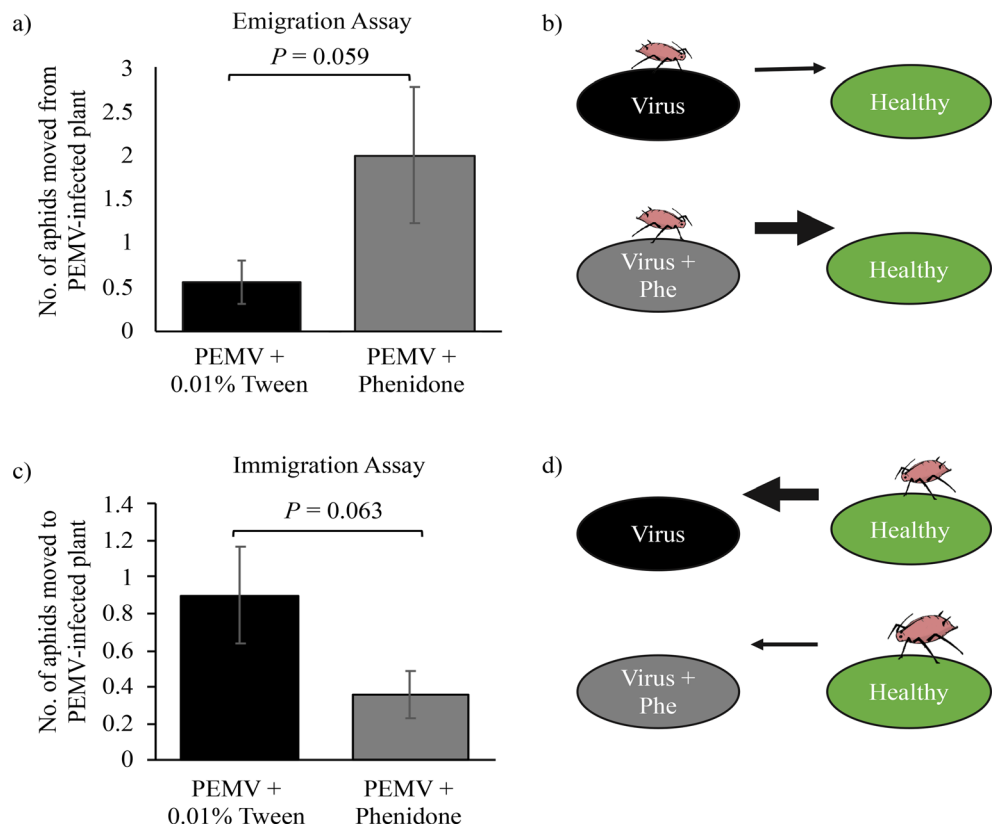 a)
Emigration Assay
P = 0.059
No. of aphids moved from
PEMV-infected plant
3
2.5
2
1.5
1
0.5
0
PEMV +
0.01% Tween
PEMV +
Phenidone
b)
Virus
Healthy
Virus +
Phe
Healthy
c)
Immigration Assay
P = 0.063
No. of aphids moved to
PEMV-infected plant
1.4
1.2
1
0.8
0.6
0.4
0.2
0
PEMV +
0.01% Tween
PEMV +
Phenidone
d)
Virus
Healthy
Virus +
Phe
Healthy